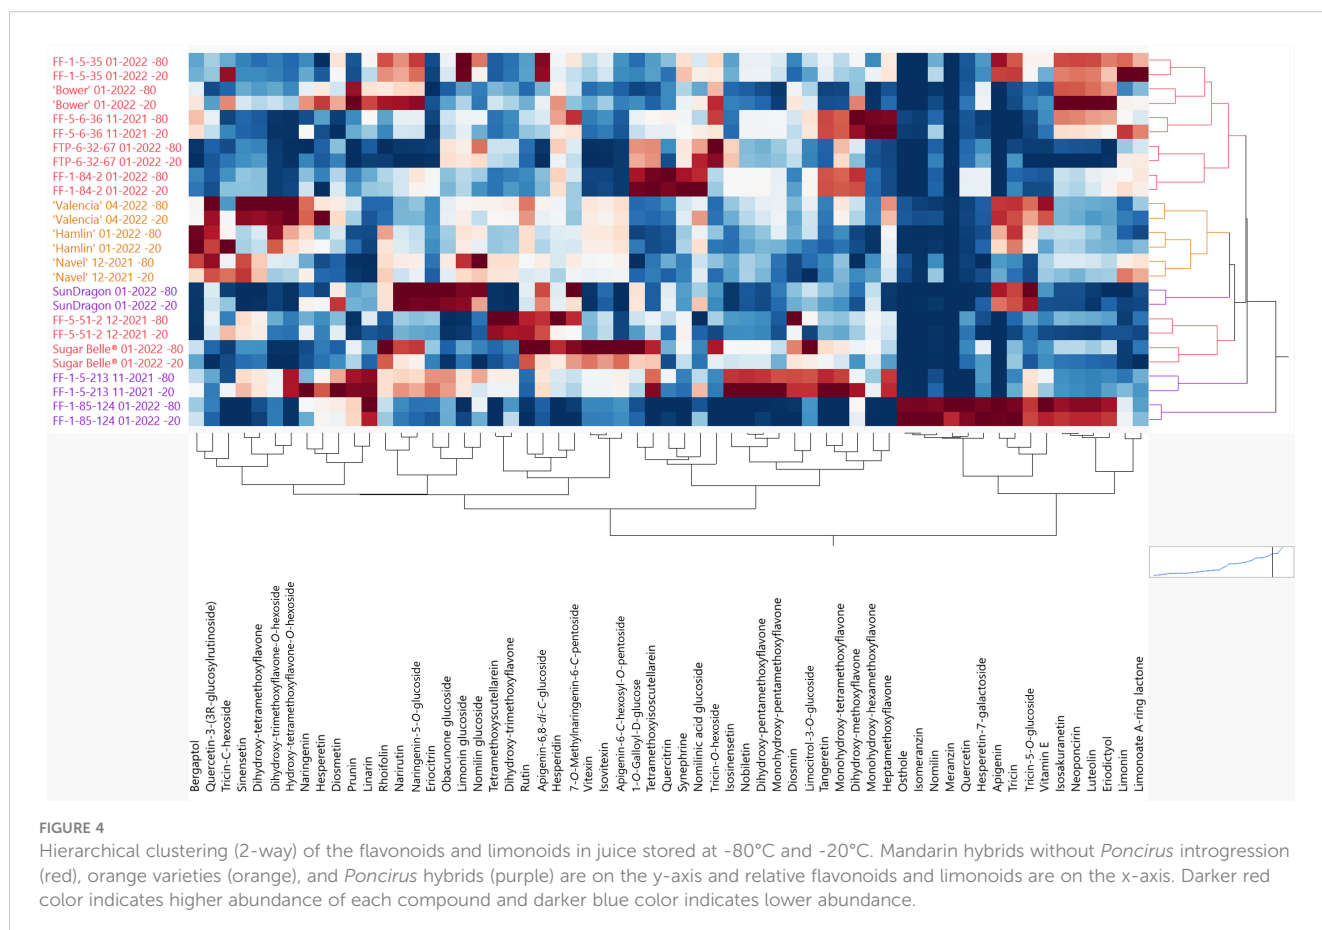 FF-1-5-35 01-2022 -80
FF-1-5-35 01-2022 -20
'Bower' 01-2022 -80
'Bower' 01-2022 -20
FF-5-6-36 11-2021 -80
FF-5-6-36 11-2021 -20
FTP-6-32-67 01-2022 -80
FTP-6-32-67 01-2022 -20
FF-1-84-2 01-2022 -80
FF-1-84-2 01-2022 -20
'Valencia' 04-2022 -80
'Valencia' 04-2022 -20
'Hamlin' 01-2022 -80
'Hamlin' 01-2022 -20
'Navel' 12-2021 -80
'Navel' 12-2021 -20
SunDragon 01-2022 -80
SunDragon 01-2022 -20
FF-5-51-2 12-2021 -80
FF-5-51-2 12-2021 -20
Sugar Belle® 01-2022 -80
Sugar Belle® 01-2022 -20
FF-1-5-213 11-2021 -80
FF-1-5-213 11-2021 -20
FF-1-85-124 01-2022 -80
FF-1-85-124 01-2022 -20
Bergaptol
Quercetin-3-(3R-glucosylrutinoside)
Tricin-C-hexoside
Sinensetin
Dihydroxy-tetramethoxyflavone
Dihydroxy-trimethoxyflavone-O-hexoside
Hydroxy-tetramethoxyflavone-O-hexoside
Naringenin
Hesperetin
Diosmetin
Prunin
Linarin
Rhoifolin
Narirutin
Naringenin-5-O-glucoside
Eriocitrin
Obacunone glucoside
Limonin glucoside
Nomilin glucoside
Tetramethoxyscutellarein
Dihydroxy-trimethoxyflavone
Rutin
Apigenin-6,8-di-C-glucoside
Hesperidin
7-O-Methylnaringenin-6-C-pentoside
Vitexin
Isovitexin
Apigenin-6-C-hexosyl-O-pentoside
1-O-Galloyl-D-glucose
Tetramethoxyisoscutellarein
Quercitrin
Synephrine
Nomilinic acid glucoside
Tricin-O-hexoside
Isosinensetin
Nobiletin
Dihydroxy-pentamethoxyflavone
Monohydroxy-pentamethoxyflavone
Diosmin
Limocitrol-3-O-glucoside
Tangeretin
Monohydroxy-tetramethoxyflavone
Dihydroxy-methoxyflavone
Monohydroxy-hexamethoxyflavone
Heptamethoxyflavone
Osthole
Isomeranzin
Nomilin
Meranzin
Quercetin
Hesperetin-7-galactoside
Apigenin
Tricin
Tricin-5-O-glucoside
Vitamin E
Isosakuranetin
Neoponcirin
Luteolin
Eriodictyol
Limonin
Limonoate A-ring lactone
FIGURE 4
Hierarchical clustering (2-way) of the flavonoids and limonoids in juice stored at -80°C and -20°C. Mandarin hybrids without Poncirus introgression
(red), orange varieties (orange), and Poncirus hybrids (purple) are on the y-axis and relative flavonoids and limonoids are on the x-axis. Darker red
color indicates higher abundance of each compound and darker blue color indicates lower abundance.